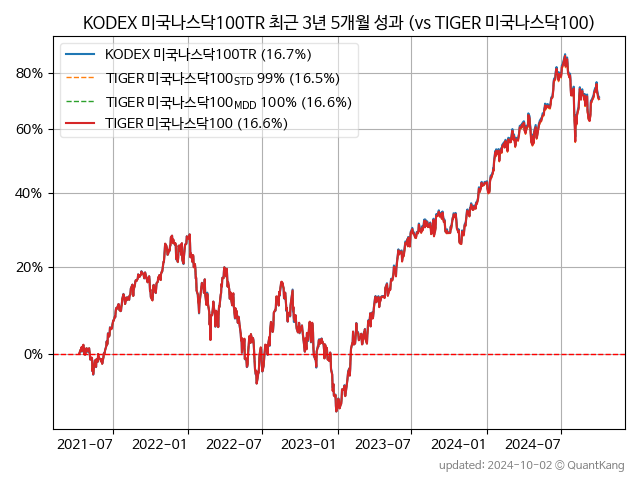 KODEX 미국나스닥100TR 최근 3년 5개월 성과 (vs TIGER 미국나스닥100)
KODEX 미국나스닥100TR (16.7%)
TIGER 미국나스닥100STD 99% (16.5%)
TIGER 미국나스닥100MDD 100% (16.6%)
TIGER 미국나스닥100 (16.6%)
80%
60%
40%
20%
0%
2021-07 2022-01 2022-07 2023-01 2023-07 2024-01 2024-07
updated: 2024-10-02 © QuantKang